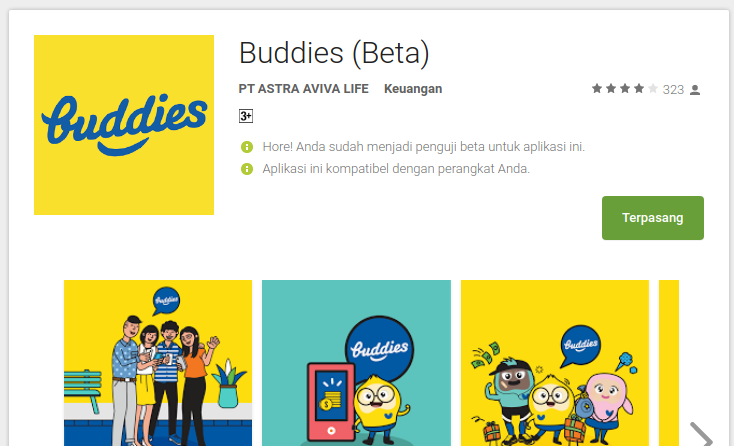 buddies
Buddies (Beta)
PT ASTRA AVIVA LIFE Keuangan
323
3+
Hore! Anda sudah menjadi penguji beta untuk aplikasi ini.
Aplikasi ini kompatibel dengan perangkat Anda.
Terpasang
buddies
buddies
buddies